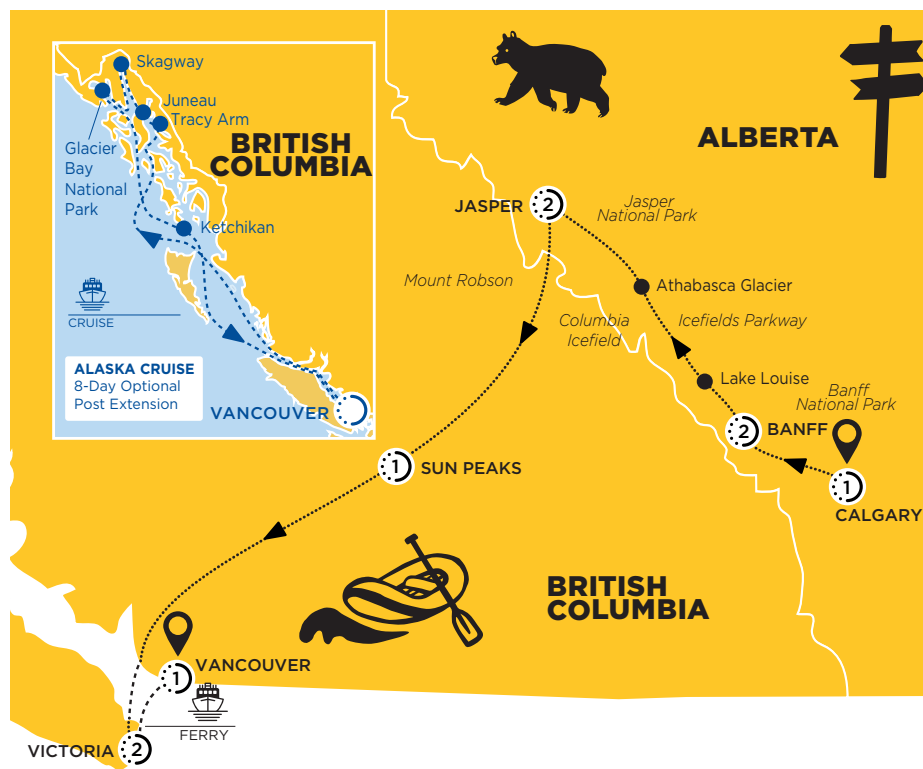 Skagway
Juneau
Tracy Arm
BRITISH
COLUMBIA
Glacier
Bay
National
Park
Ketchikan
CRUISE
ALASKA CRUISE
8-Day Optional
Post Extension
VANCOUVER
ALBERTA
JASPER
2
Jasper
National Park
Mount Robson
Athabasca Glacier
Columbia
Icefield
Icefields Parkway
Lake Louise
Banff
National Park
2
BANFF
1
CALGARY
1
SUN PEAKS
BRITISH
COLUMBIA
VANCOUVER
1
FERRY
VICTORIA
2